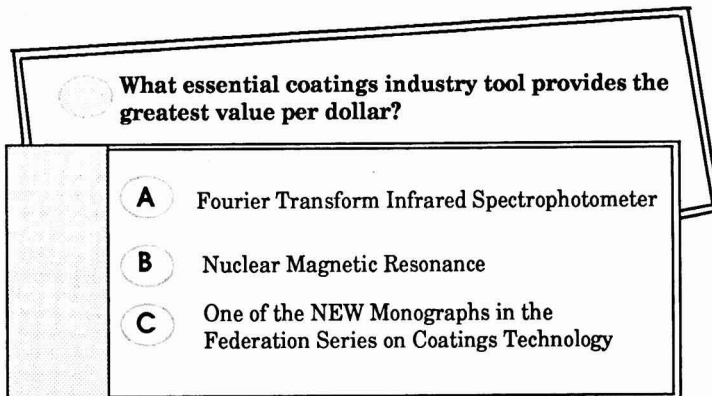 What essential coatings industry tool provides the
greatest value per dollar?
A Fourier Transform Infrared Spectrophotometer
B Nuclear Magnetic Resonance
C One of the NEW Monographs in the
Federation Series on Coatings Technology